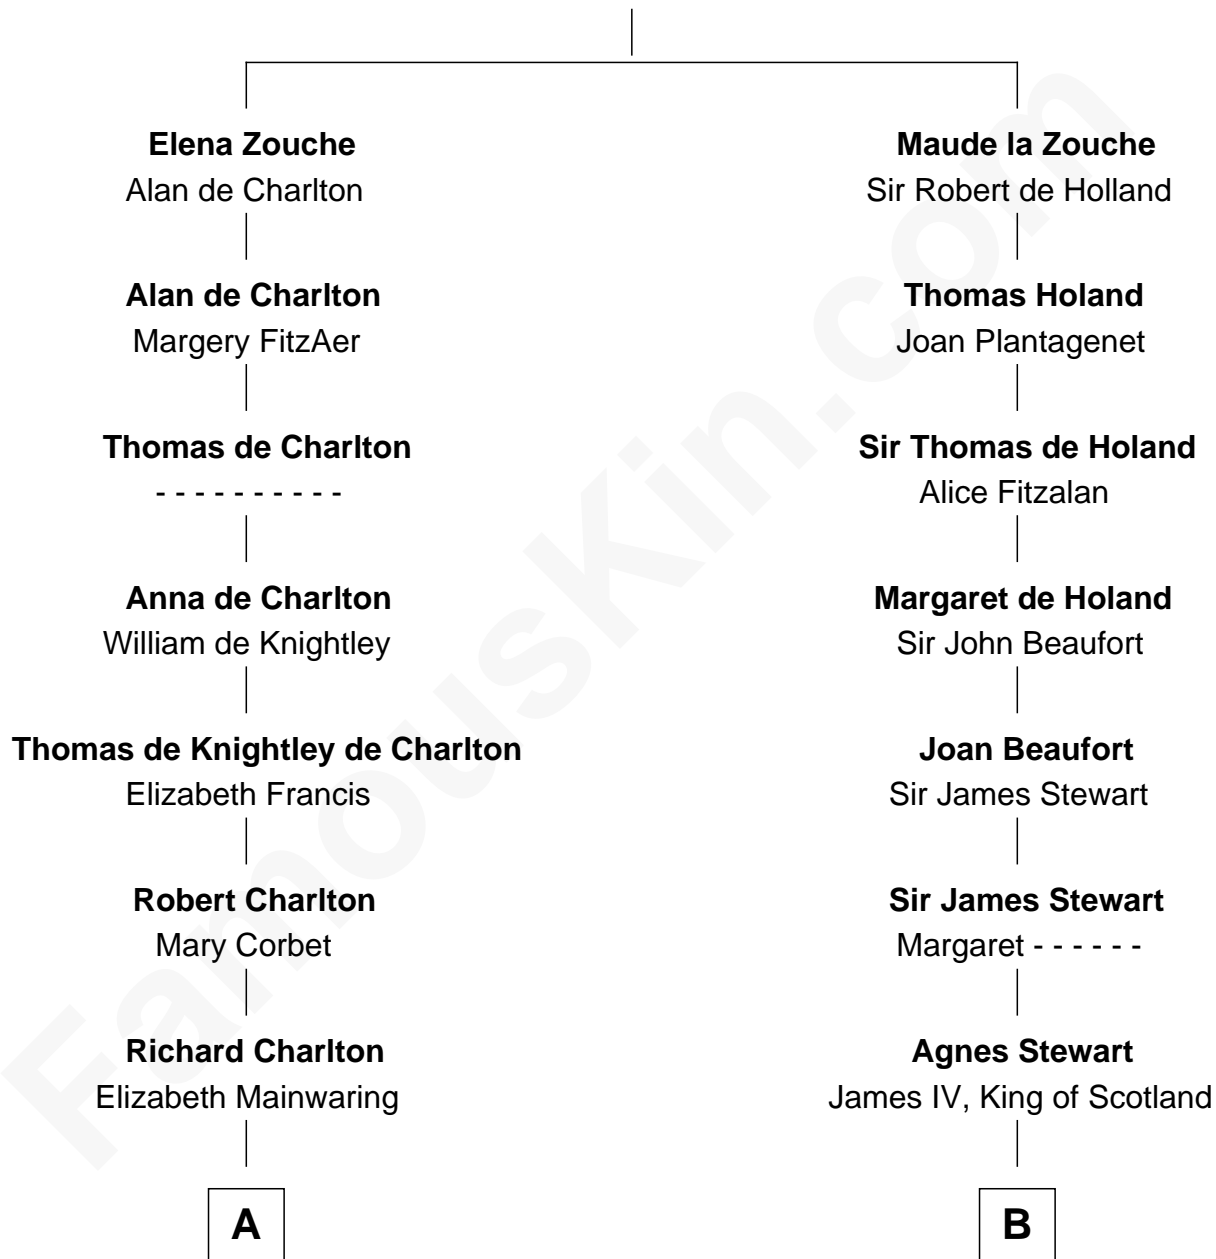 Elena Zouche
Alan de Charlton
Alan de Charlton
Margery FitzAer
Thomas de Charlton
- - - - - - - - - -
Anna de Charlton
William de Knightley
Thomas de Knightley de Charlton
Elizabeth Francis
Robert Charlton
Mary Corbet
Richard Charlton
Elizabeth Mainwaring
A
Maude la Zouche
Sir Robert de Holland
Thomas Holand
Joan Plantagenet
Sir Thomas de Holand
Alice Fitzalan
Margaret de Holand
Sir John Beaufort
Joan Beaufort
Sir James Stewart
Sir James Stewart
Margaret - - - - - -
Agnes Stewart
James IV, King of Scotland
B
FamousKin.com